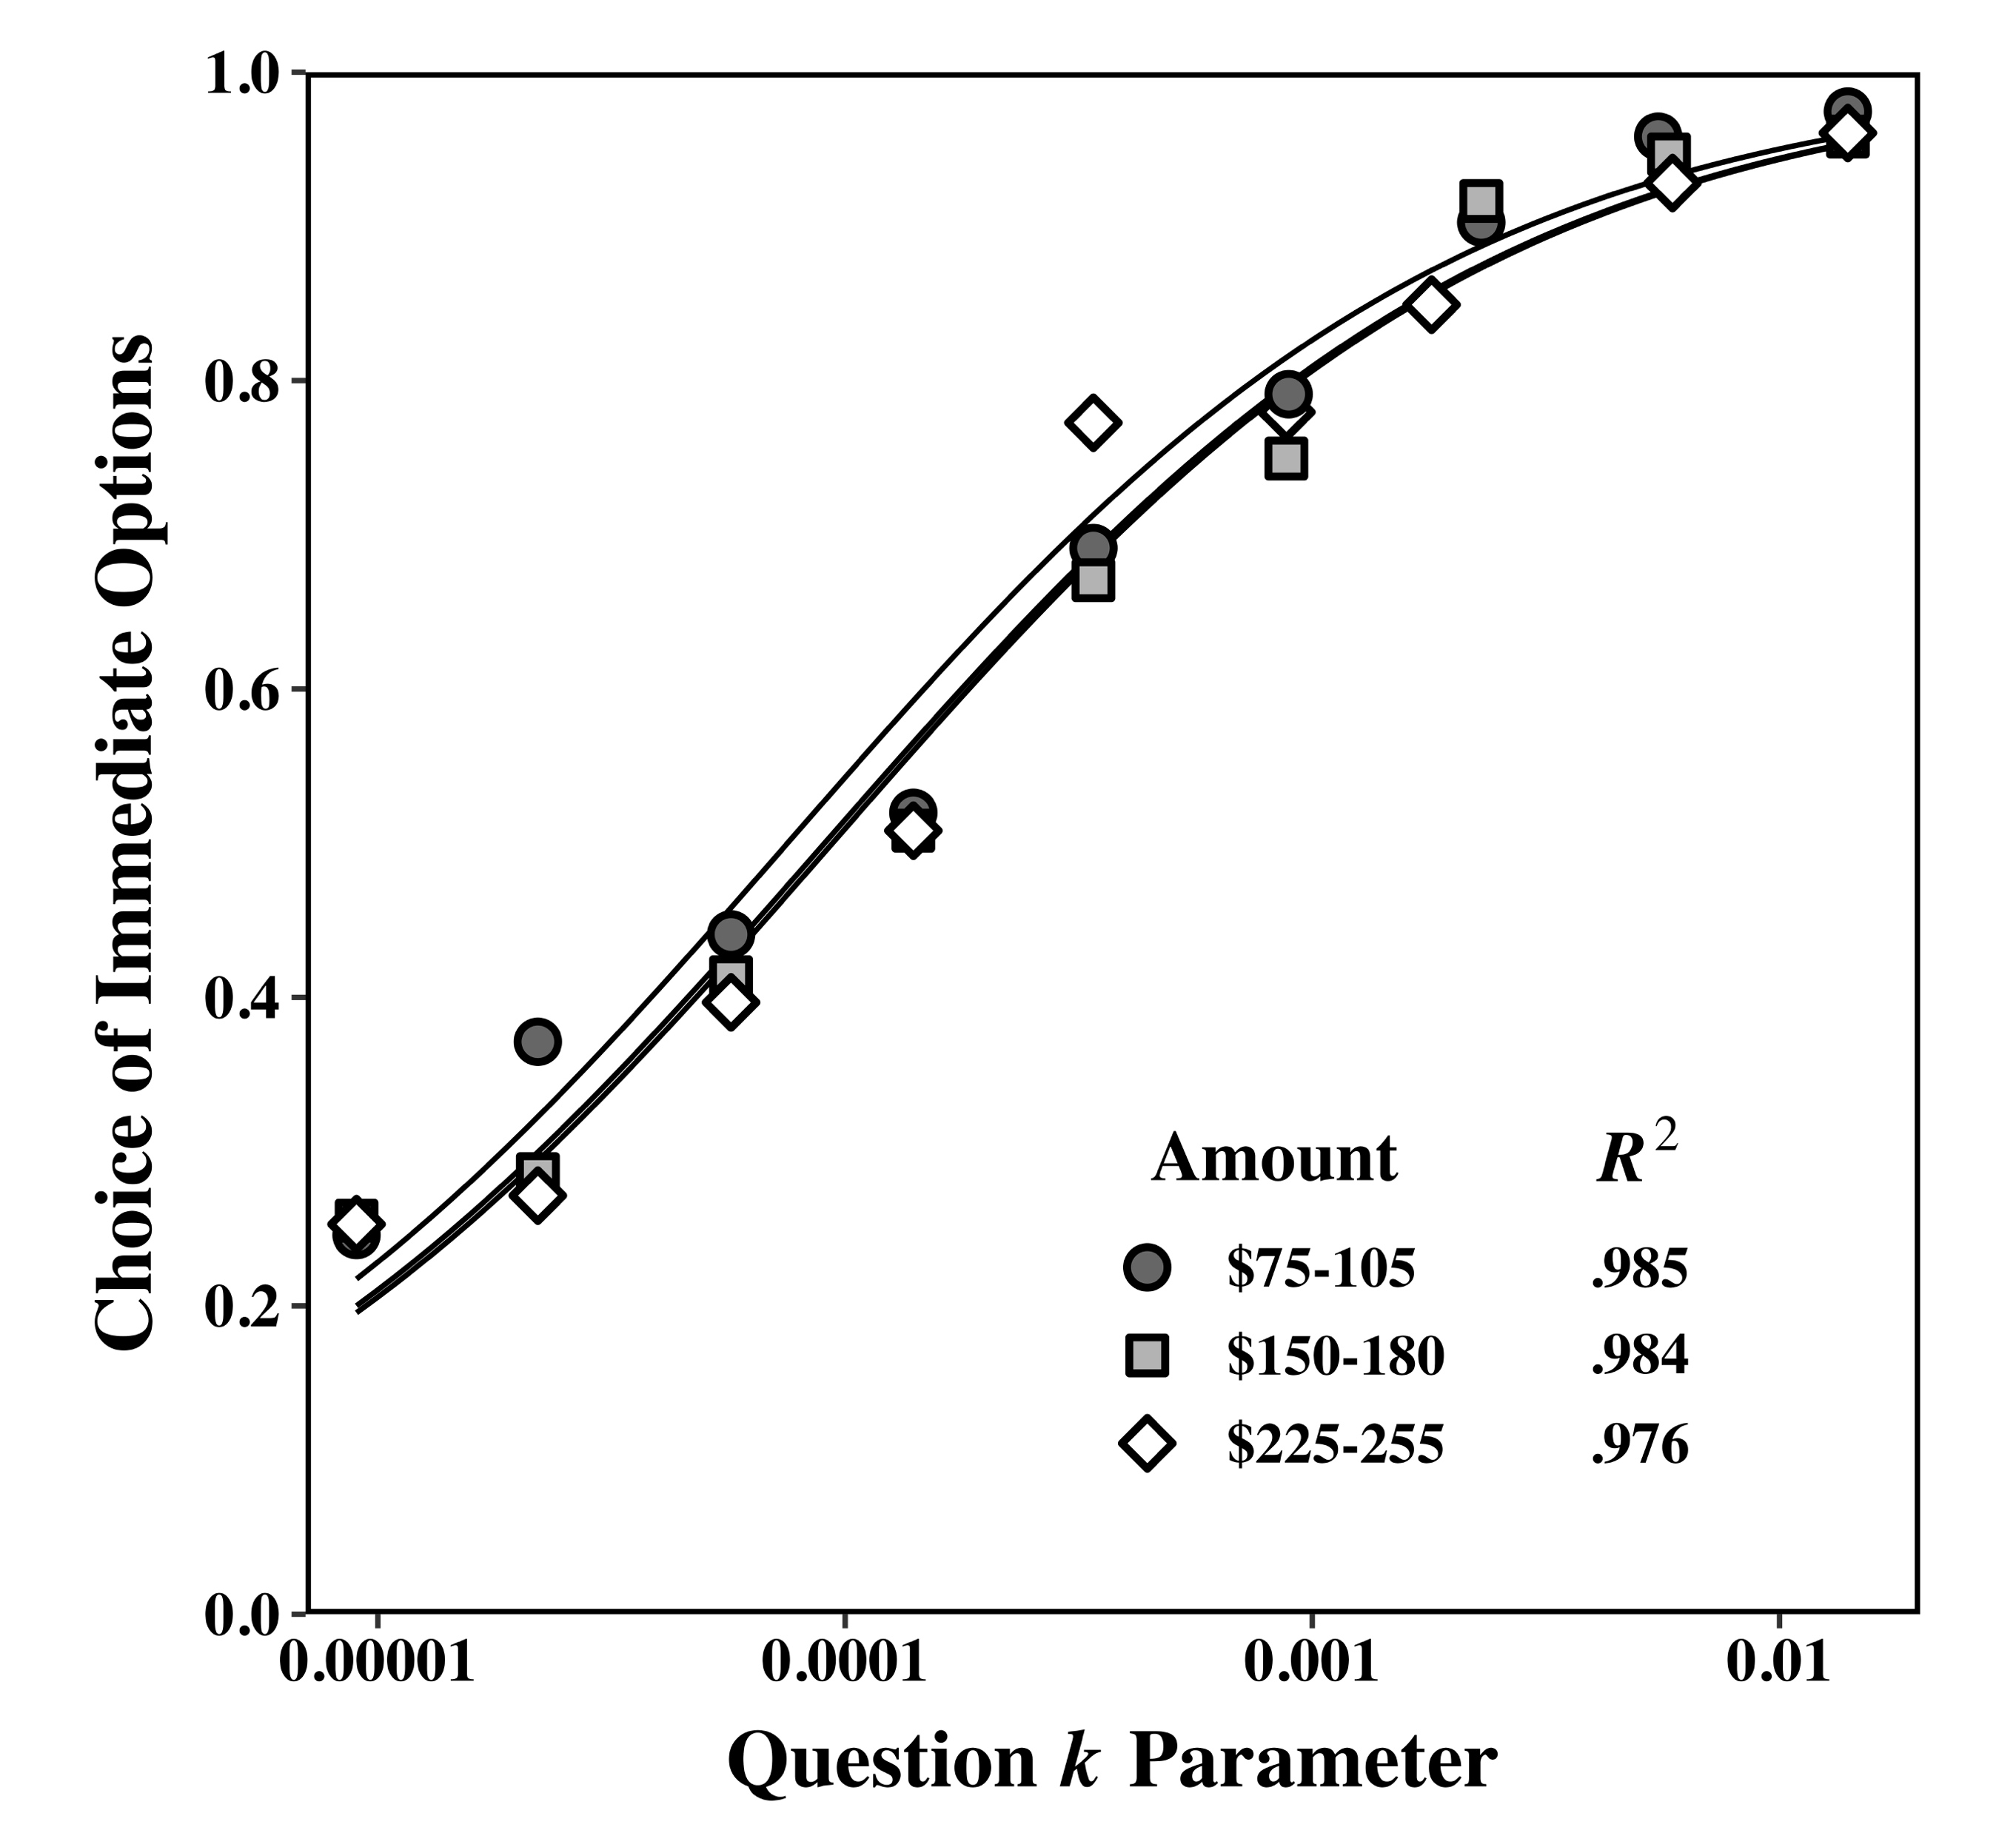 Choice of Immediate Options
1.0
0.8
0.6
0.4
0.2
0.0
Amount R²
$75-105 .985
$150-180 .984
$225-255 .976
0.00001 0.0001 0.001 0.01
Question k Parameter